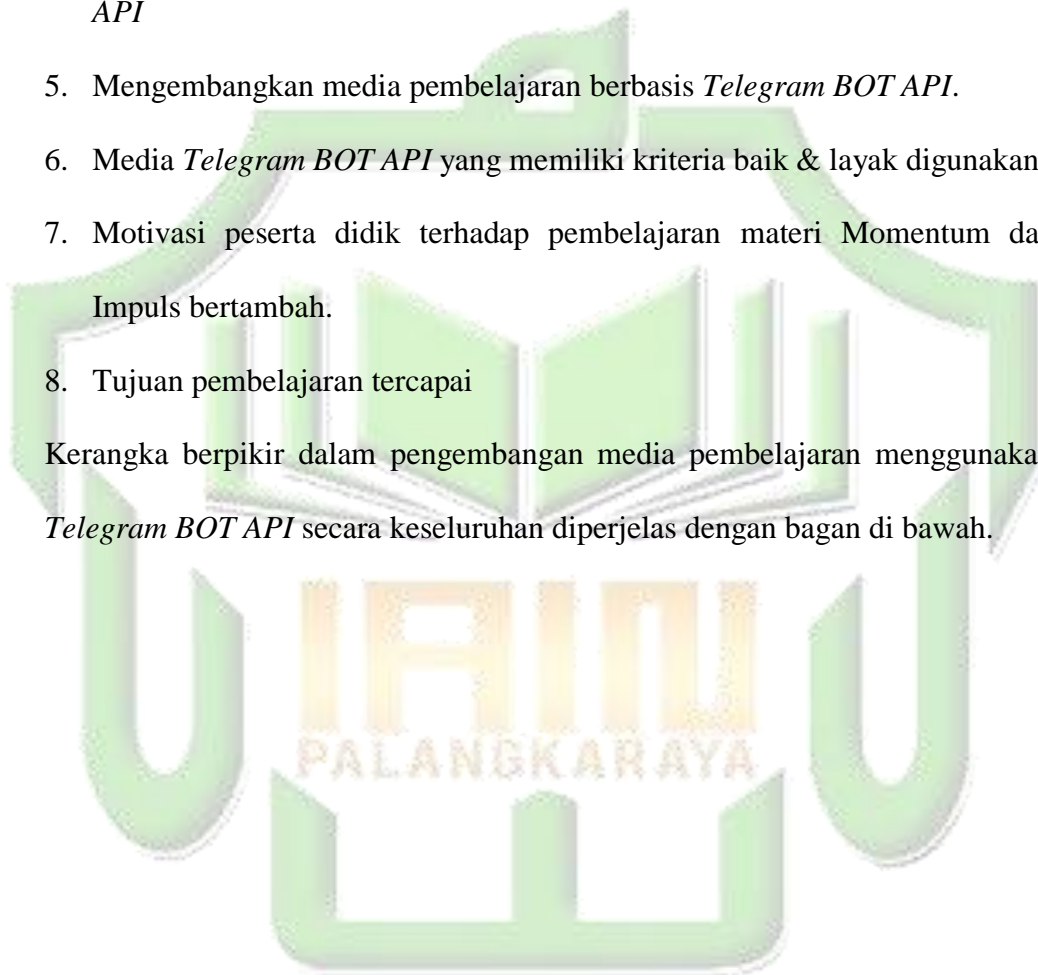 API
5. Mengembangkan media pembelajaran berbasis Telegram BOT API.
6. Media Telegram BOT API yang memiliki kriteria baik & layak digunakan
7. Motivasi peserta didik terhadap pembelajaran materi Momentum da
Impuls bertambah.
8. Tujuan pembelajaran tercapai
Kerangka berpikir dalam pengembangan media pembelajaran menggunaka
Telegram BOT API secara keseluruhan diperjelas dengan bagan di bawah.
IAIN
PALANGKARAYA